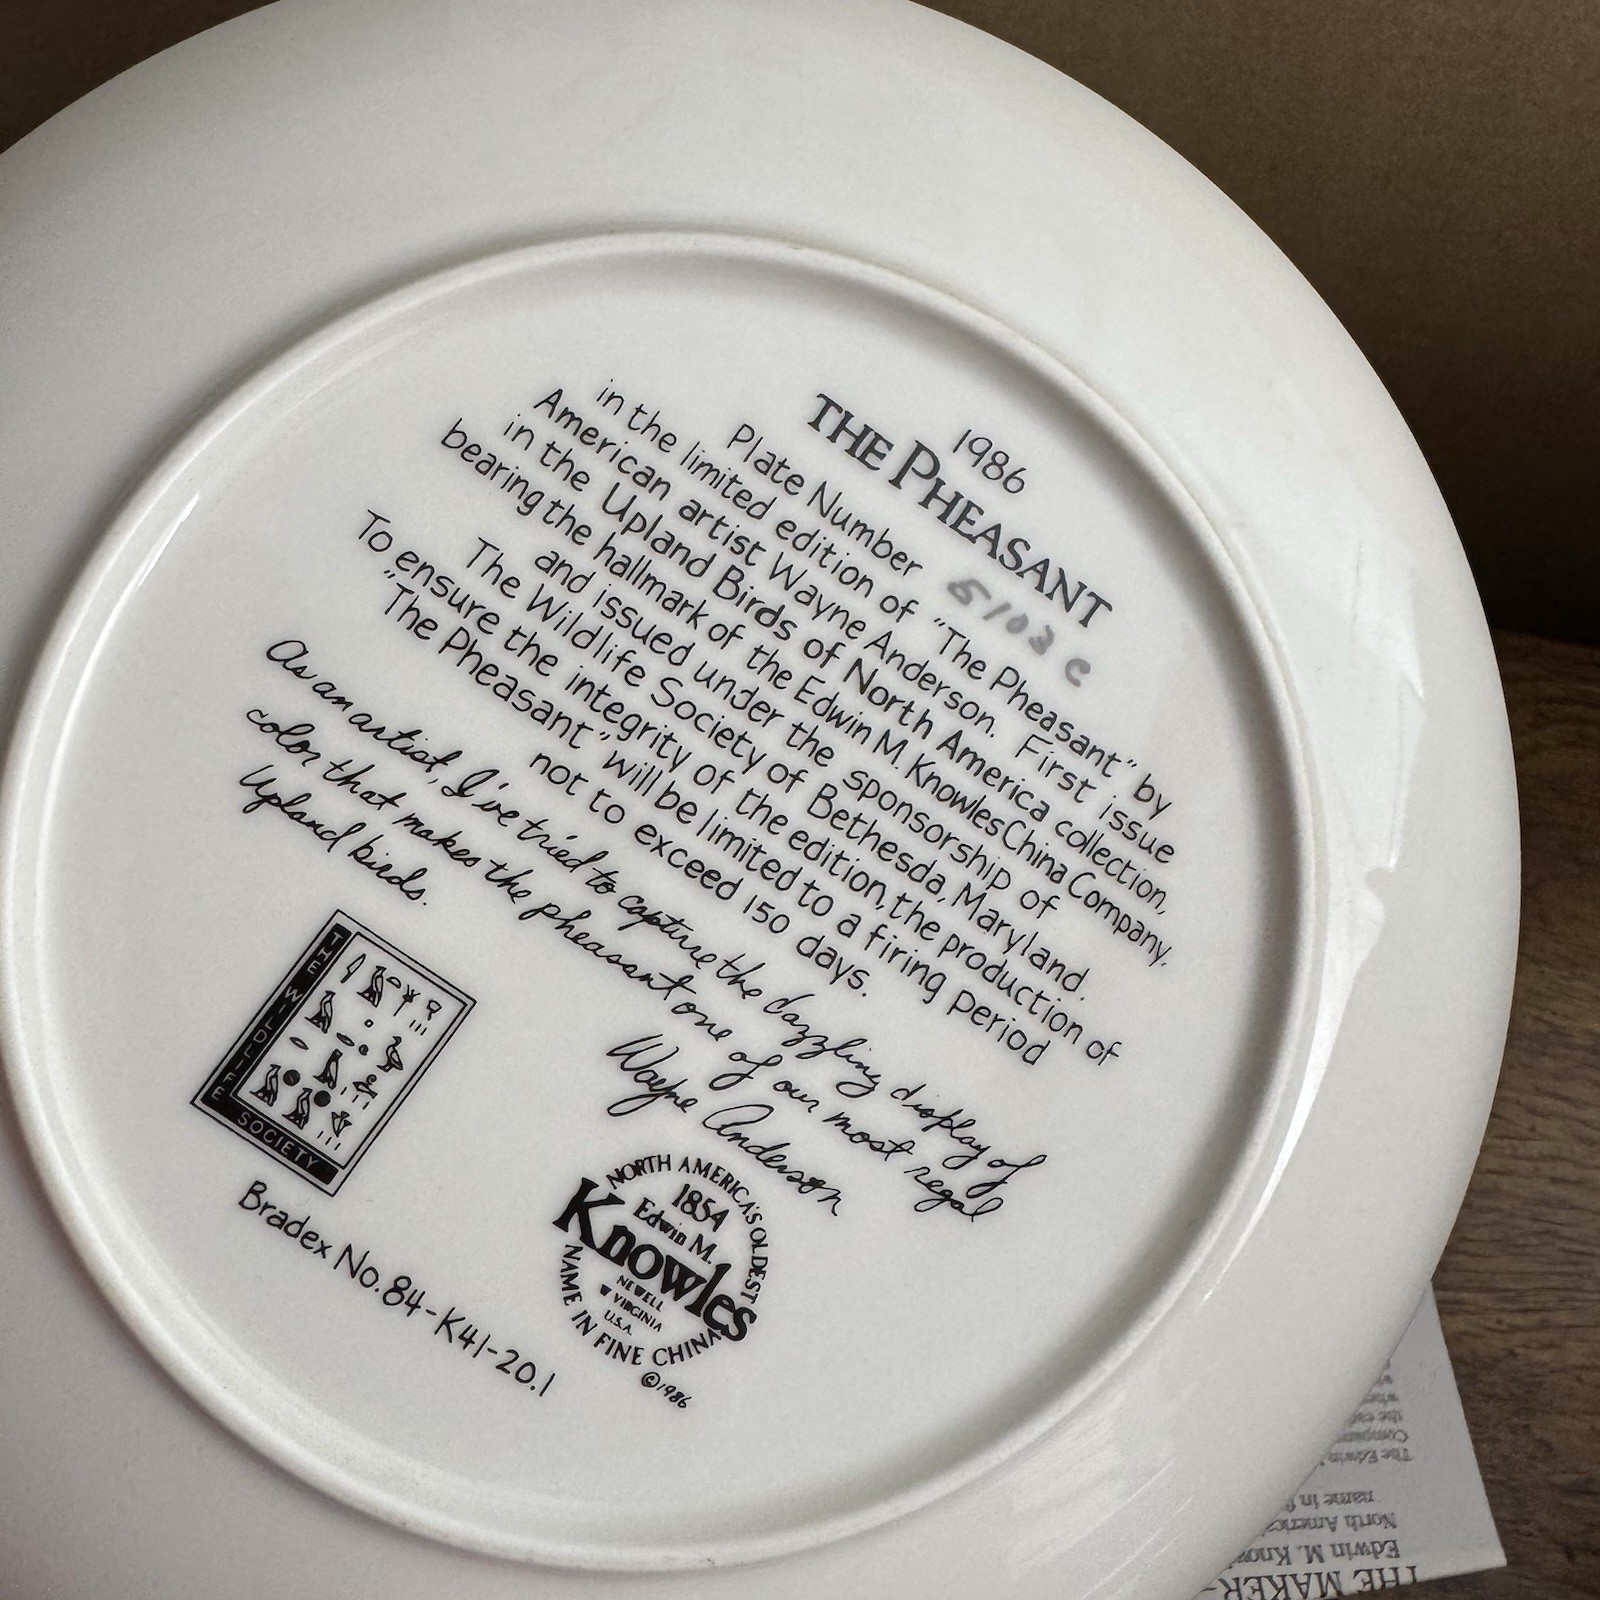 1986
THE PHEASANT
Plate Number 5103 C
in the limited edition of "The Pheasant" by
American artist Wayne Anderson. First issue
in the Upland Birds of North America collection,
bearing the hallmark of the Edwin M. Knowles China Company.
and issued under the sponsorship of
The Wildlife Society of Bethesda, Maryland.
To ensure the integrity of the edition, the production of
"The Pheasant" will be limited to a firing period
not to exceed 150 days.
As an artist, I've tried to capture the dazzling display of
color that makes the pheasant one of our most regal
Upland birds.
Wayne Anderson
THE WILDLIFE SOCIETY
Bradex No. 84-K41-20.1
NORTH AMERICA'S OLDEST
1854
Edwin M.
Knowles
NEWELL
W VIRGINIA
U.S.A.
NAME IN FINE CHINA
©1986
THE MAKER-
Edwin M. Know
North America
name in
The Edwin
Compan
the